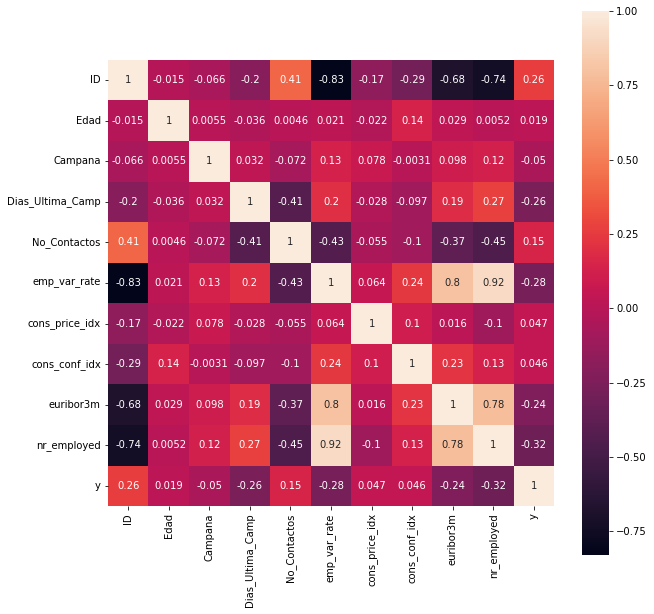 ID 1 -0.015 -0.066 -0.2 0.41 -0.83 -0.17 -0.29 -0.68 -0.74 0.26
Edad -0.015 1 0.0055 -0.036 0.0046 0.021 -0.022 0.14 0.029 0.0052 0.019
Campana -0.066 0.0055 1 0.032 -0.072 0.13 0.078 -0.0031 0.098 0.12 -0.05
Dias_Ultima_Camp -0.2 -0.036 0.032 1 -0.41 0.2 -0.028 -0.097 0.19 0.27 -0.26
No_Contactos 0.41 0.0046 -0.072 -0.41 1 -0.43 -0.055 -0.1 -0.37 -0.45 0.15
emp_var_rate -0.83 0.021 0.13 0.2 -0.43 1 0.064 0.24 0.8 0.92 -0.28
cons_price_idx -0.17 -0.022 0.078 -0.028 -0.055 0.064 1 0.1 0.016 -0.1 0.047
cons_conf_idx -0.29 0.14 -0.0031 -0.097 -0.1 0.24 0.1 1 0.23 0.13 0.046
euribor3m -0.68 0.029 0.098 0.19 -0.37 0.8 0.016 0.23 1 0.78 -0.24
nr_employed -0.74 0.0052 0.12 0.27 -0.45 0.92 -0.1 0.13 0.78 1 -0.32
y 0.26 0.019 -0.05 -0.26 0.15 -0.28 0.047 0.046 -0.24 -0.32 1
ID
Edad
Campana
Dias_Ultima_Camp
No_Contactos
emp_var_rate
cons_price_idx
cons_conf_idx
euribor3m
nr_employed
y
1.00
0.75
0.50
0.25
0.00
−0.25
−0.50
−0.75